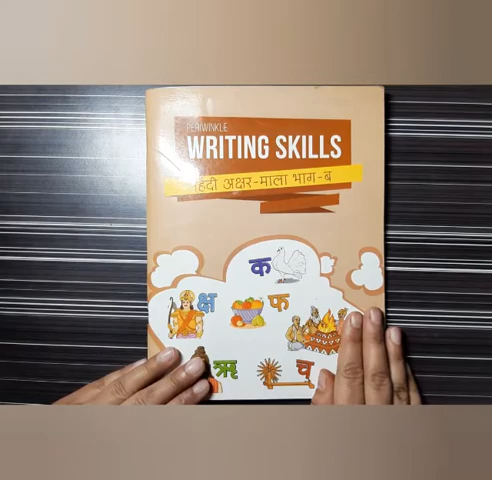 PERIWINKLE
WRITING SKILLS
हिंदी अक्षर-माला भाग-ब
क
क्ष फ
ऋ च